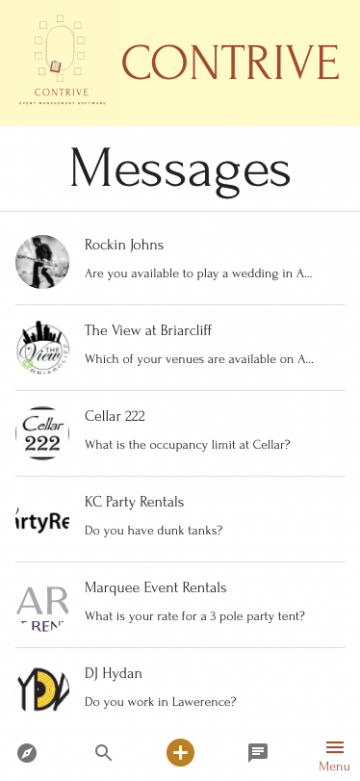 CONTRIVE
EVENT MANAGEMENT SOFTWARE
CONTRIVE
Messages
Rockin Johns
Are you available to play a wedding in A...
THE
View
AT BRIARCLIFF
The View at Briarcliff
Which of your venues are available on A...
Cellar
222
Cellar 222
What is the occupancy limit at Cellar?
artyRe
KC Party Rentals
Do you have dunk tanks?
AR
T REN
Marquee Event Rentals
What is your rate for a 3 pole party tent?
DJ Hydan
Do you work in Lawerence?
Menu